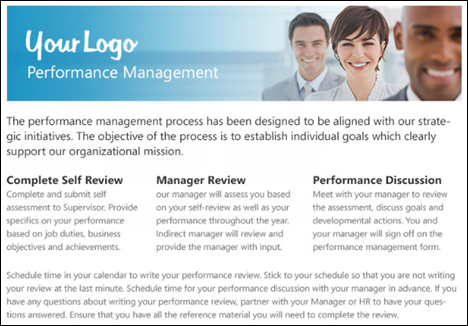 Your Logo
Performance Management
The performance management process has been designed to be aligned with our strate-
gic initiatives. The objective of the process is to establish individual goals which clearly
support our organizational mission.
Complete Self Review
Complete and submit self
assessment to Supervisor. Provide
specifics on your performance
based on job duties, business
objectives and achievements.
Manager Review
our manager will assess you based
on your self-review as well as your
performance throughout the year.
Indirect manager will review and
provide the manager with input.
Performance Discussion
Meet with your manager to review
the assessment, discuss goals and
developmental actions. You and
your manager will sign off on the
performance management form.
Schedule time in your calendar to write your performance review. Stick to your schedule so that you are not writing
your review at the last minute. Schedule time for your performance discussion with your manager in advance. If you
have any questions about writing your performance review, partner with your Manager or HR to have your ques-
tions answered. Ensure that you have all the reference material you will need to complete the review.